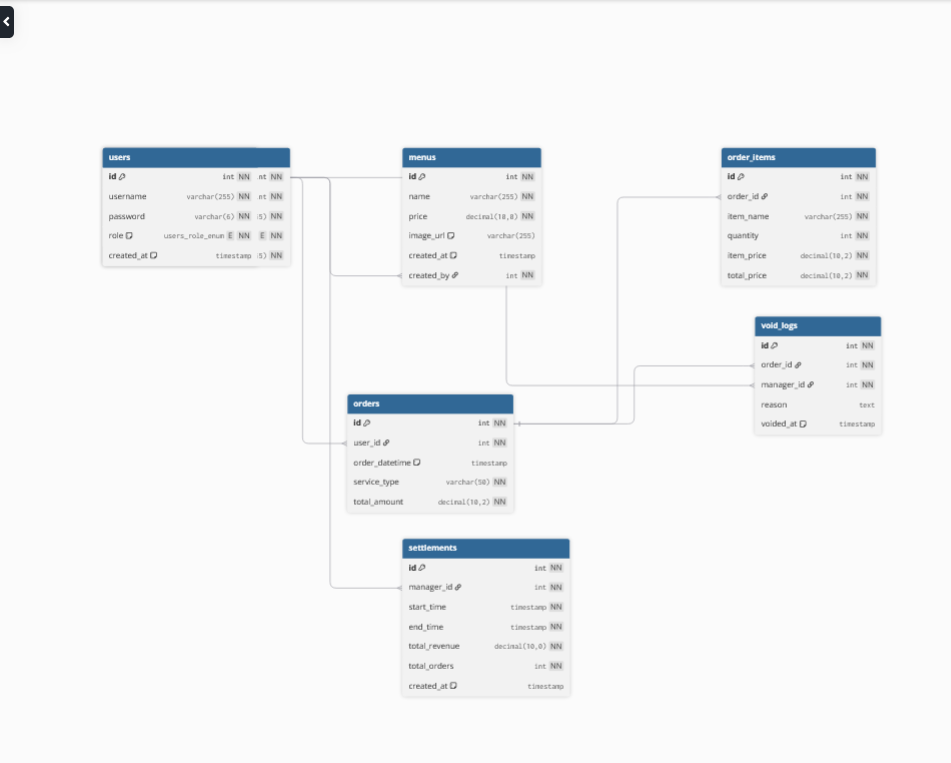 users
id int NN nt NN
username varchar(255) NN nt NN
password varchar(6) NN (5) NN
role users_role_enum E NN E NN
created_at timestamp (5) NN
menus
id int NN
name varchar(255) NN
price decimal(10,0) NN
image_url varchar(255)
created_at timestamp
created_by int NN
order_items
id int NN
order_id int NN
item_name varchar(255) NN
quantity int NN
item_price decimal(10,2) NN
total_price decimal(10,2) NN
void_logs
id int NN
order_id int NN
manager_id int NN
reason text
voided_at timestamp
orders
id int NN
user_id int NN
order_datetime timestamp
service_type varchar(50) NN
total_amount decimal(10,2) NN
settlements
id int NN
manager_id int NN
start_time timestamp NN
end_time timestamp NN
total_revenue decimal(10,0) NN
total_orders int NN
created_at timestamp